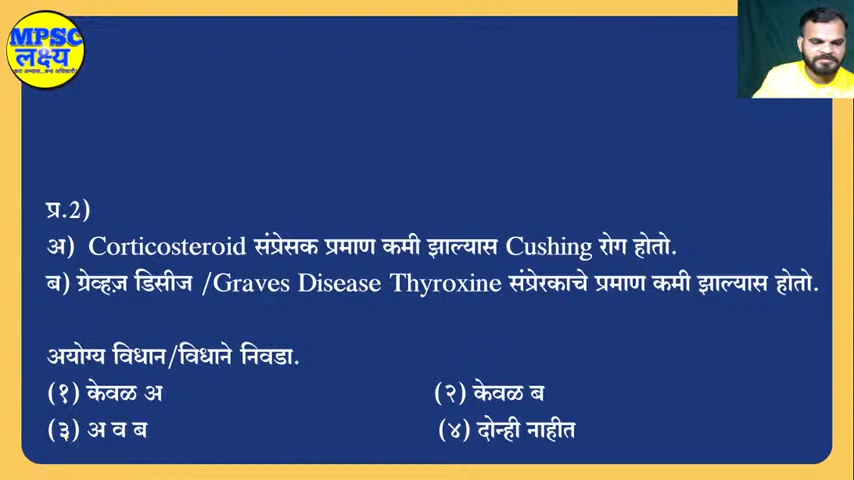 MPSC
लक्ष्य
प्र.2)
अ) Corticosteroid संप्रेसक प्रमाण कमी झाल्यास Cushing रोग होतो.
ब) ग्रेव्हज़ डिसीज /Graves Disease Thyroxine संप्रेरकाचे प्रमाण कमी झाल्यास होतो.
अयोग्य विधान/विधाने निवडा.
(१) केवळ अ
(२) केवळ ब
(३) अ व ब
(४) दोन्ही नाहीत